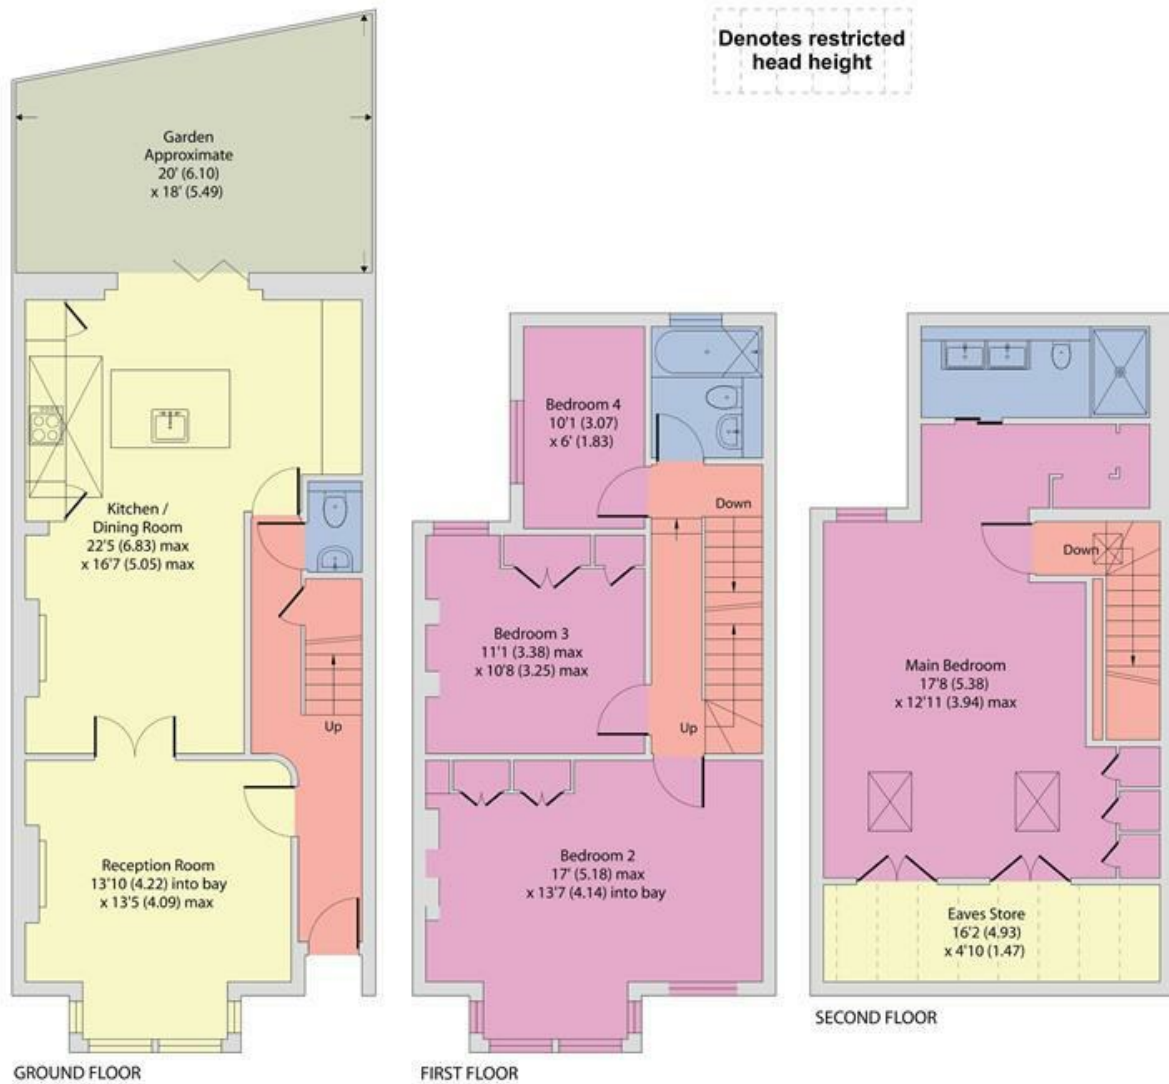 Denotes restricted
head height
Garden
Approximate
20' (6.10)
x 18' (5.49)
Kitchen /
Dining Room
22'5 (6.83) max
x 16'7 (5.05) max
Up
Reception Room
13'10 (4.22) into bay
x 13'5 (4.09) max
GROUND FLOOR
Bedroom 4
10'1 (3.07)
x 6' (1.83)
Down
Bedroom 3
11'1 (3.38) max
x 10'8 (3.25) max
Up
Bedroom 2
17' (5.18) max
x 13'7 (4.14) into bay
FIRST FLOOR
Down
Main Bedroom
17'8 (5.38)
x 12'11 (3.94) max
Eaves Store
16'2 (4.93)
x 4'10 (1.47)
SECOND FLOOR